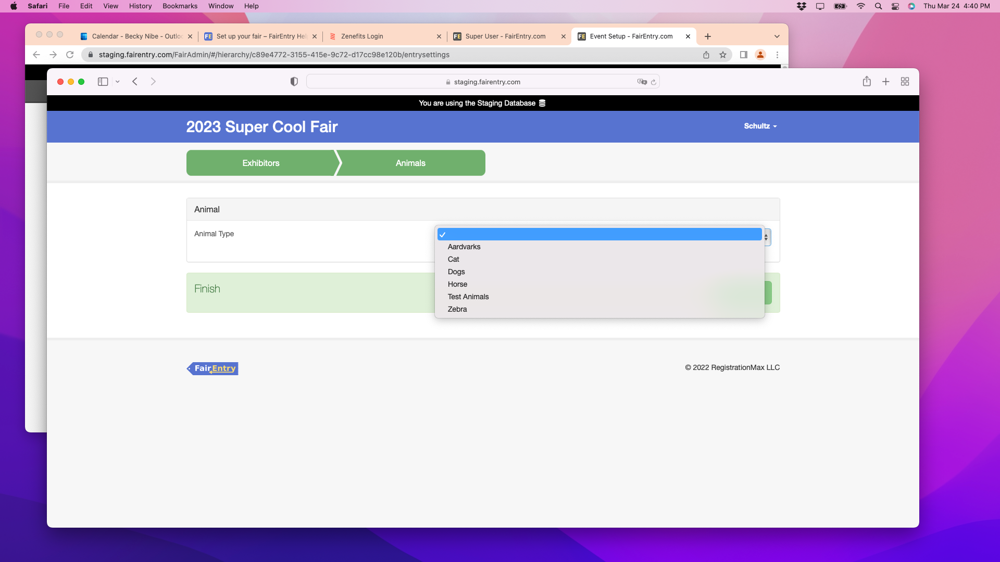 Safari File Edit View History Bookmarks Window Help Thu Mar 24 4:40 PM
Calendar - Becky Nibe - Outlo Set up your fair – FairEntry Hel Zenefits Login FE Super User - FairEntry.com FE Event Setup - FairEntry.com
staging.fairentry.com/FairAdmin/#/hierarchy/c89e4772-3155-415e-9c72-d17cc98e120b/entrysettings
staging.fairentry.com
You are using the Staging Database
2023 Super Cool Fair
Schultz
Exhibitors
Animals
Animal
Animal Type
Aardvarks
Cat
Dogs
Horse
Test Animals
Zebra
Finish
FairEntry
© 2022 RegistrationMax LLC